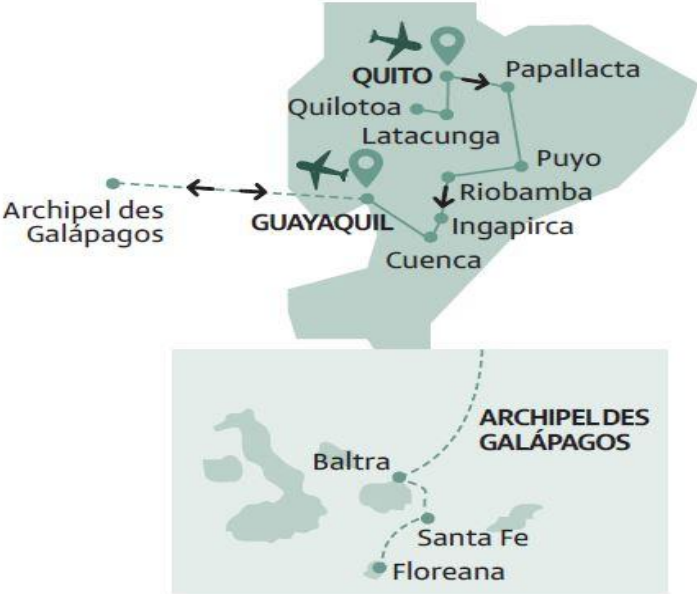 QUITO
Papallacta
Quilotoa
Latacunga
Puyo
Riobamba
Archipel des
Galápagos
GUAYAQUIL
Ingapirca
Cuenca
ARCHIPEL DES
GALÁPAGOS
Baltra
Santa Fe
Floreana